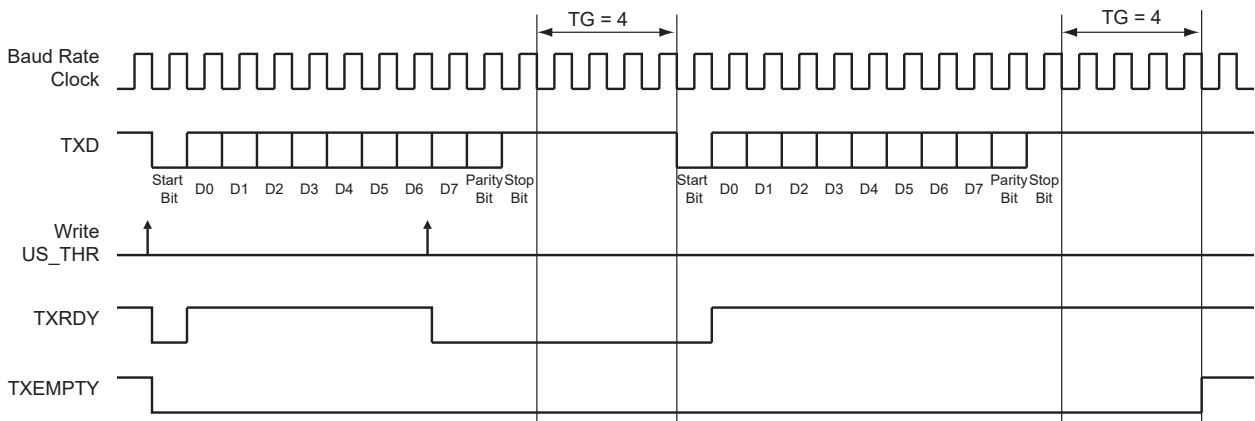 TG = 4 TG = 4
Baud Rate
Clock
TXD
Start D0 D1 D2 D3 D4 D5 D6 D7 Parity Stop Start D0 D1 D2 D3 D4 D5 D6 D7 Parity Stop
Bit Bit Bit Bit Bit Bit
Write
US_THR
TXRDY
TXEMPTY